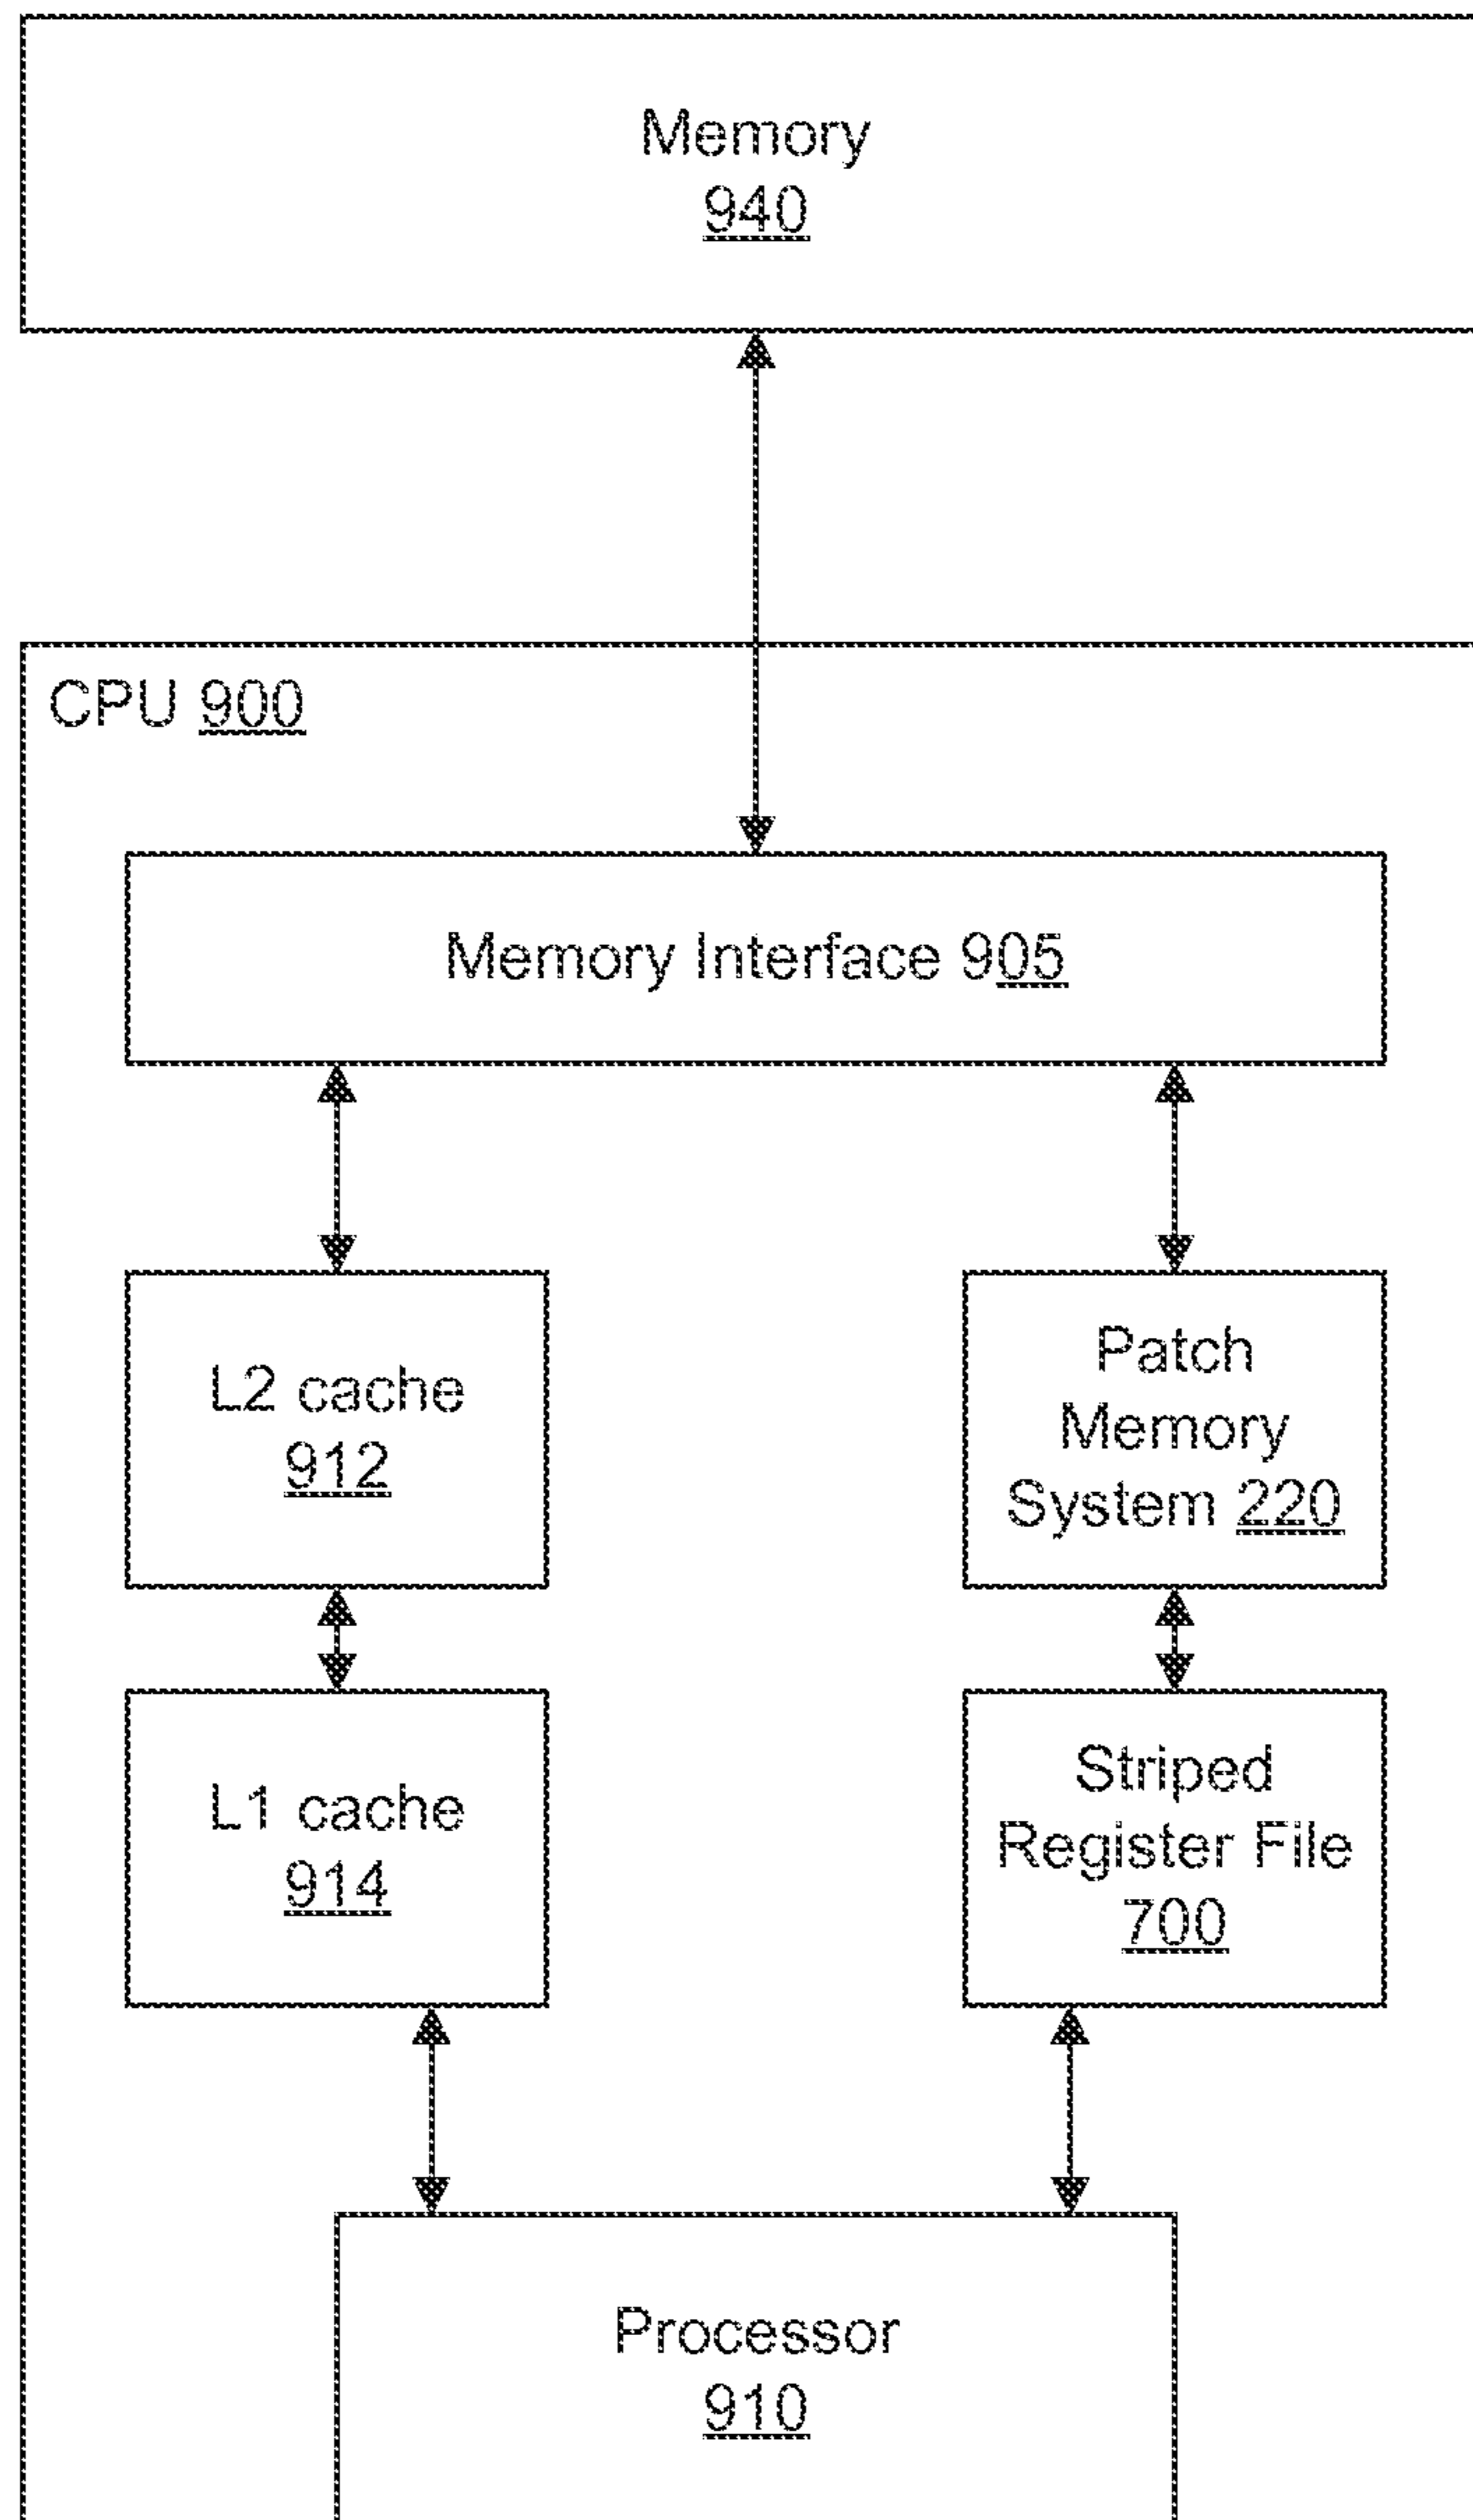 Memory
940
CPU 900
Memory Interface 905
L2 cache
912
Patch
Memory
System 220
L1 cache
914
Striped
Register File
700
Processor
910